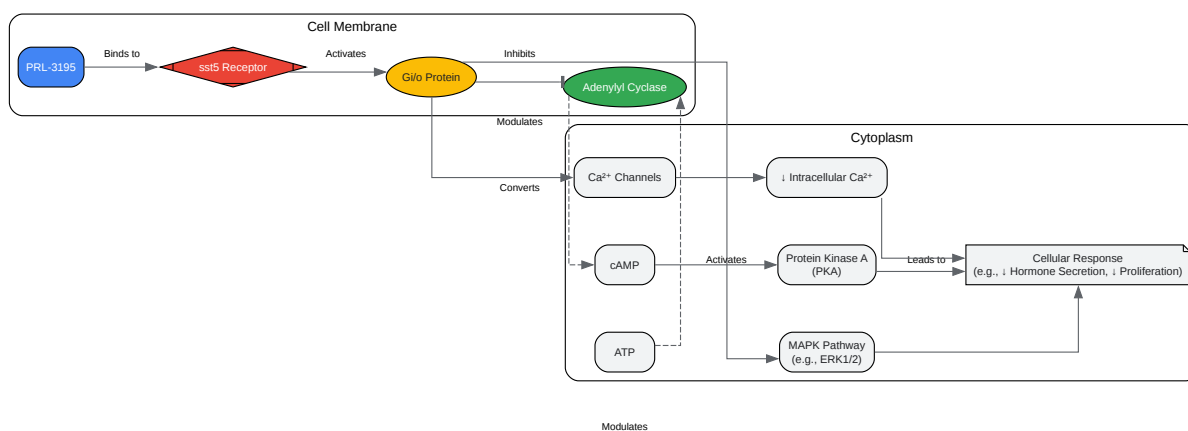 Cell Membrane
PRL-3195
Binds to
sst5 Receptor
Activates
Gi/o Protein
Inhibits
Adenylyl Cyclase
Modulates
Cytoplasm
Converts
Ca²⁺ Channels
↓ Intracellular Ca²⁺
cAMP
Activates
Protein Kinase A
(PKA)
Leads to
Cellular Response
(e.g., ↓ Hormone Secretion, ↓ Proliferation)
ATP
MAPK Pathway
(e.g., ERK1/2)
Modulates